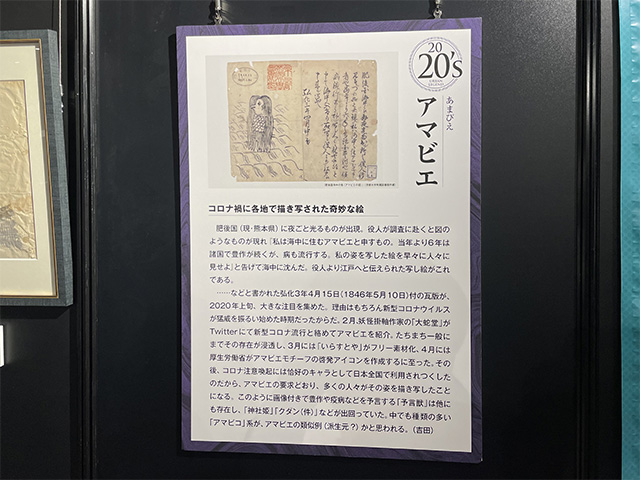 20
20's
あまびえ
アマビエ
コロナ禍に各地で描き写された奇妙な絵
肥後国(現・熊本県)に夜ごと光るものが出現。役人が調査に赴くと図の
ようなものが現れ「私は海中に住むアマビエと申すもの。当年より6年は
諸国で豊作が続くが、病も流行する。私の姿を写した絵を早々に人々に
見せよ」と告げて海中に沈んだ。役人より江戸へと伝えられた写し絵がこれ
である。
……などと書かれた弘化3年4月15日(1846年5月10日)付の瓦版が、
2020年上旬、大きな注目を集めた。理由はもちろん新型コロナウイルス
が猛威を振るい始めた時期だったからだ。2月、妖怪掛軸作家の「大蛇堂」が
Twitterにて新型コロナ流行と絡めてアマビエを紹介。たちまち一般に
までその存在が浸透し、3月には「いらすとや」がフリー素材化、4月には
厚生労働省がアマビエモチーフの啓発アイコンを作成するに至った。その
後、コロナ注意喚起には恰好のキャラとして日本全国で利用されつくした
のだから、アマビエの要求どおり、多くの人々がその姿を描き写したこと
になる。このように画像付きで豊作や疫病などを予言する「予言獣」は他に
も存在し、「神社姫」「クダン(件)」などが出回っていた。中でも種類の多い
「アマビコ」系が、アマビエの類似例(派生元？)かと思われる。(吉田)